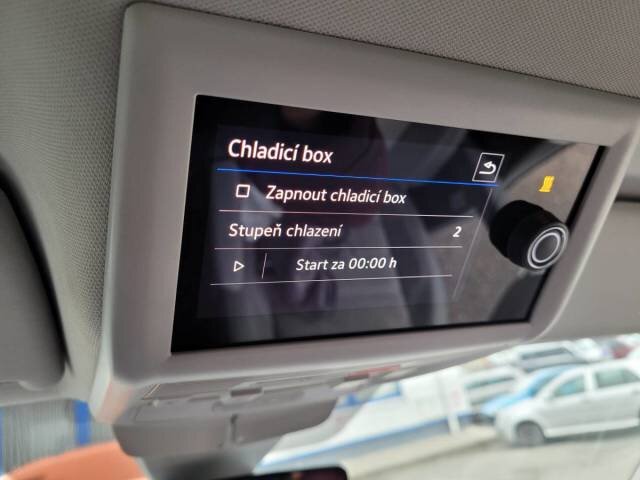 Chladicí box
Zapnout chladicí box
Stupeň chlazení 2
Start za 00:00 h